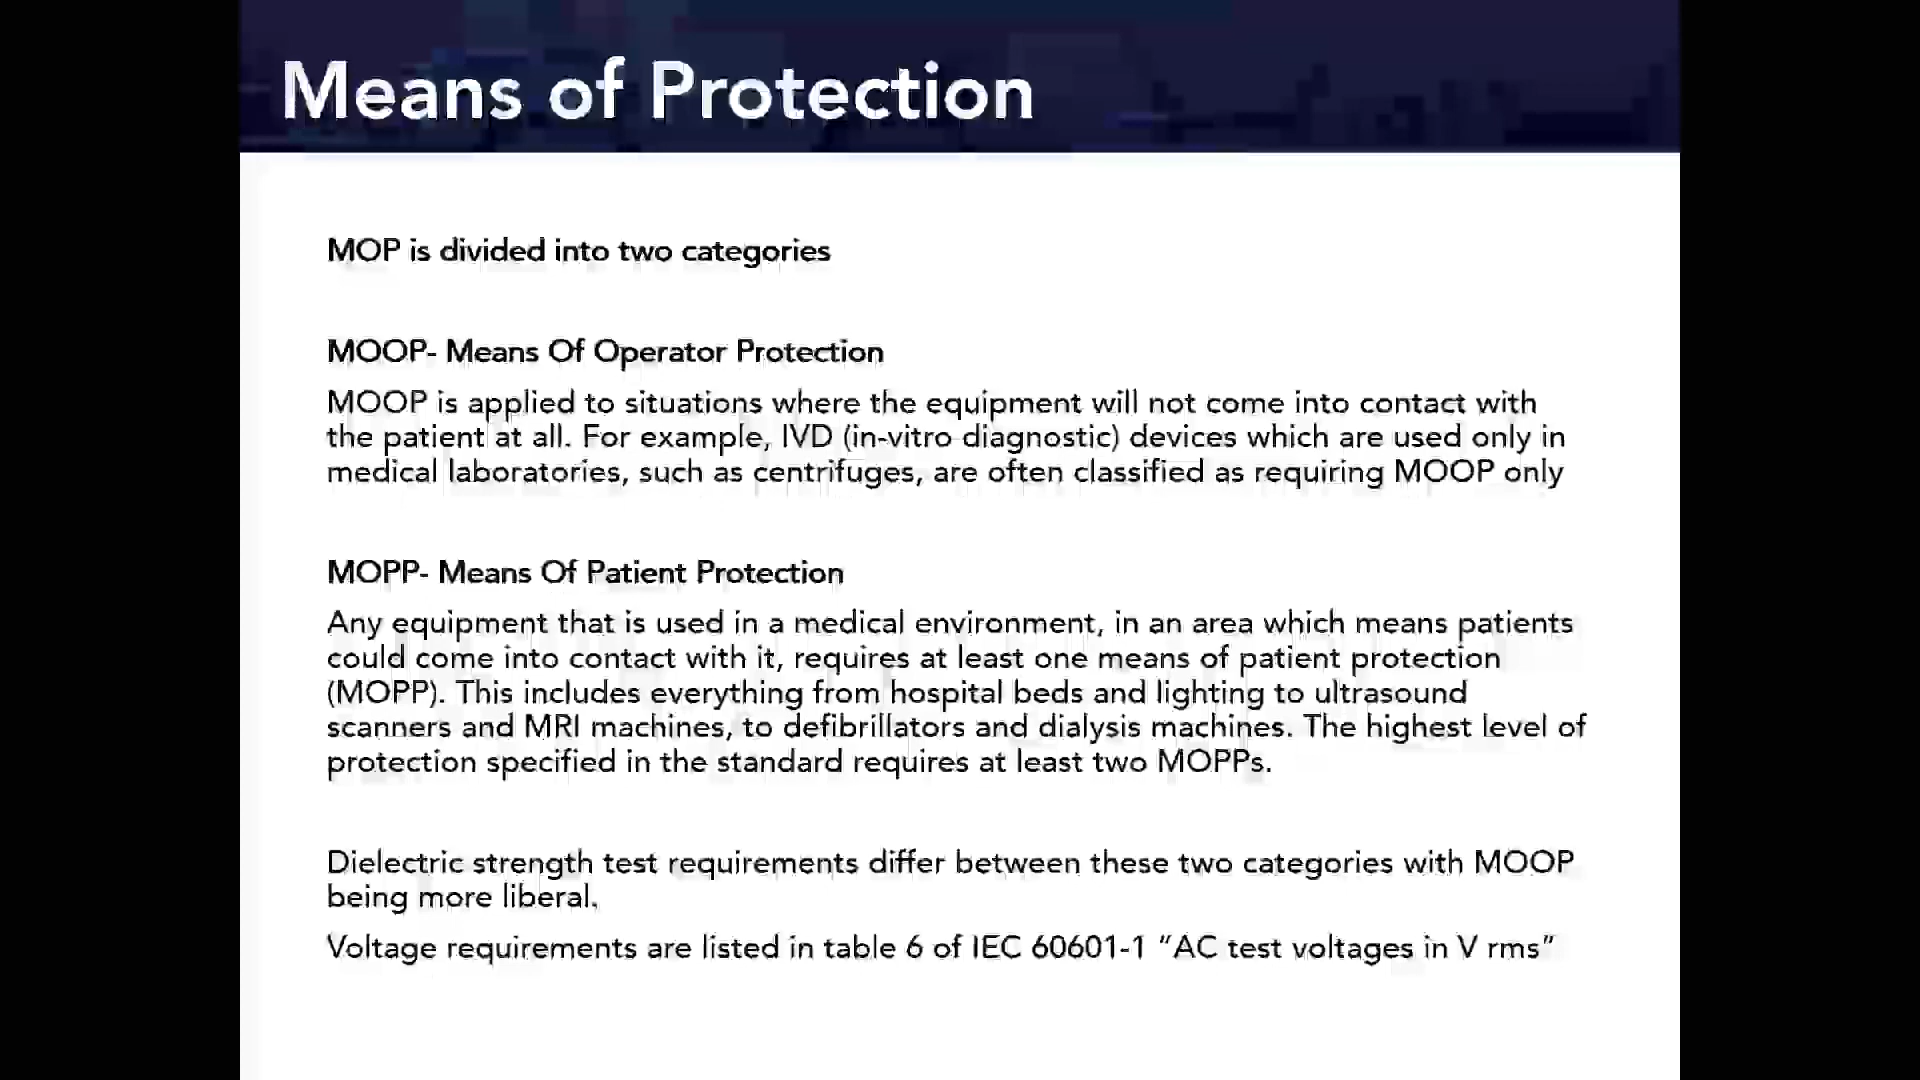 Means of Protection
MOP is divided into two categories
MOOP- Means Of Operator Protection
MOOP is applied to situations where the equipment will not come into contact with
the patient at all. For example, IVD (in-vitro diagnostic) devices which are used only in
medical laboratories, such as centrifuges, are often classified as requiring MOOP only
MOPP- Means Of Patient Protection
Any equipment that is used in a medical environment, in an area which means patients
could come into contact with it, requires at least one means of patient protection
(MOPP). This includes everything from hospital beds and lighting to ultrasound
scanners and MRI machines, to defibrillators and dialysis machines. The highest level of
protection specified in the standard requires at least two MOPPs.
Dielectric strength test requirements differ between these two categories with MOOP
being more liberal.
Voltage requirements are listed in table 6 of IEC 60601-1 “AC test voltages in V rms”